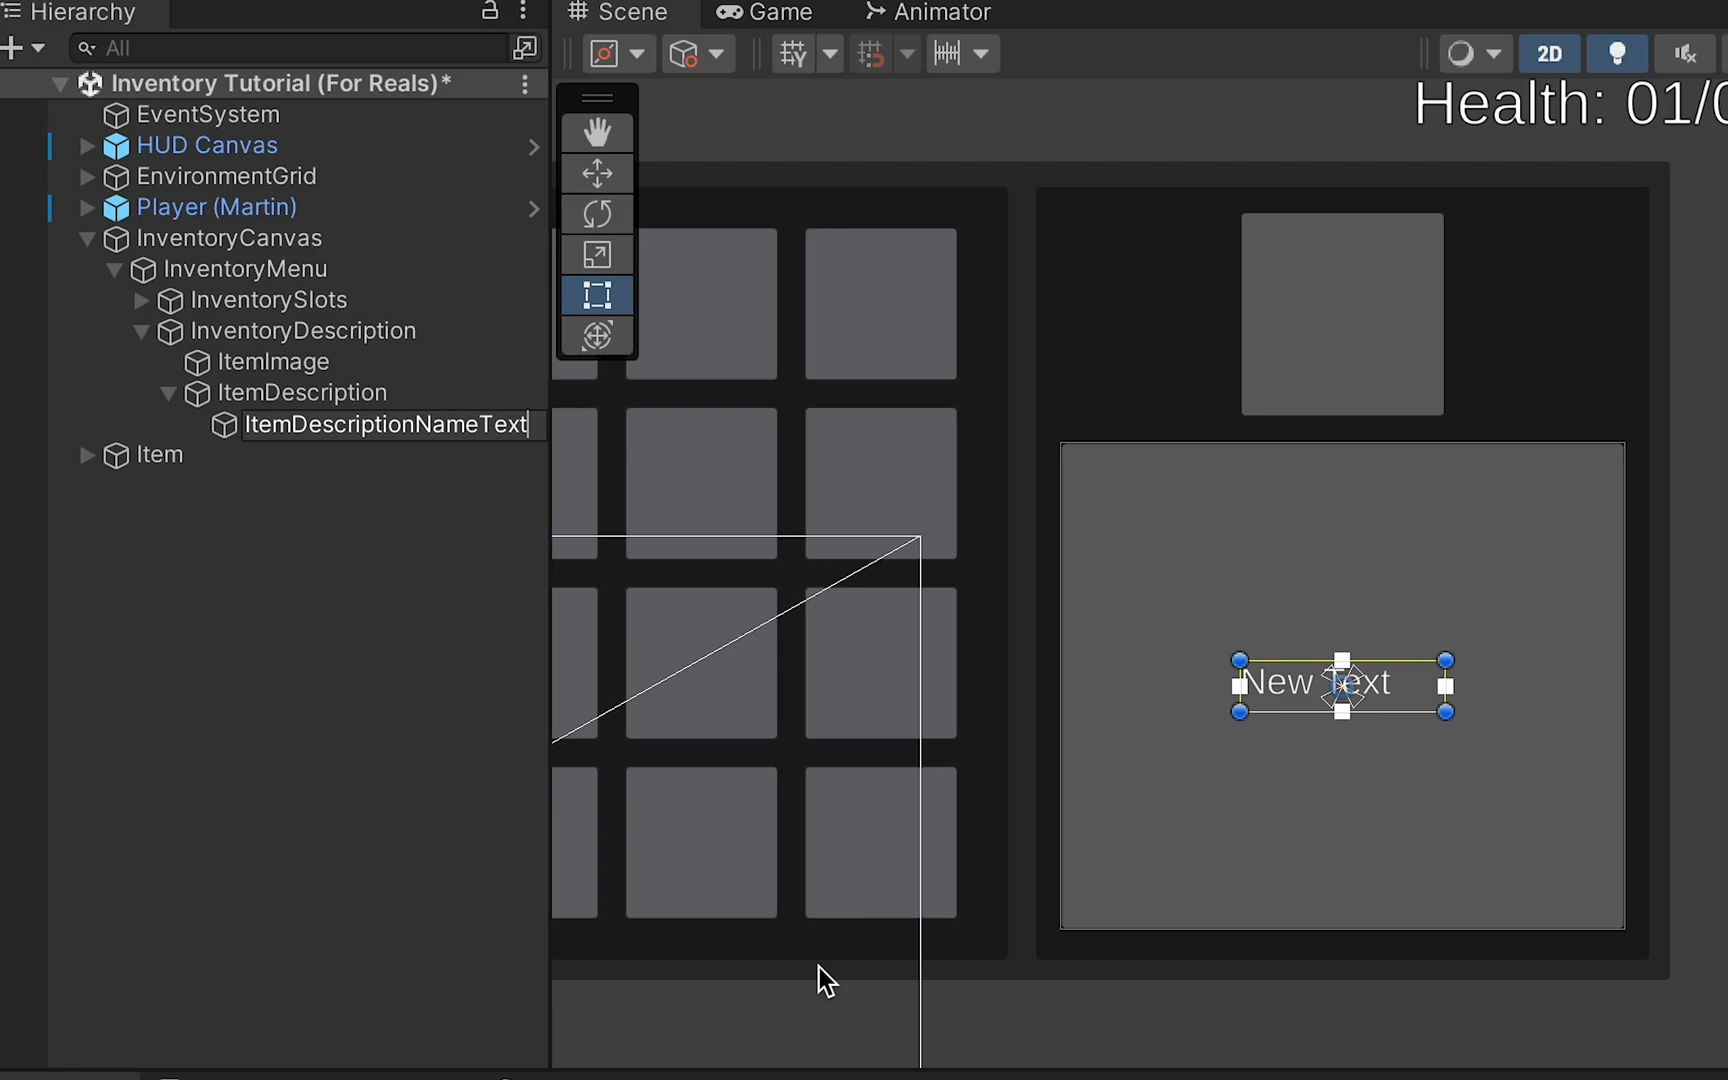 Hierarchy
All
Inventory Tutorial (For Reals)*
EventSystem
HUD Canvas
EnvironmentGrid
Player (Martin)
InventoryCanvas
InventoryMenu
InventorySlots
InventoryDescription
ItemImage
ItemDescription
ItemDescriptionNameText
Item
Scene
Game
Animator
2D
Health: 01/0
New Text